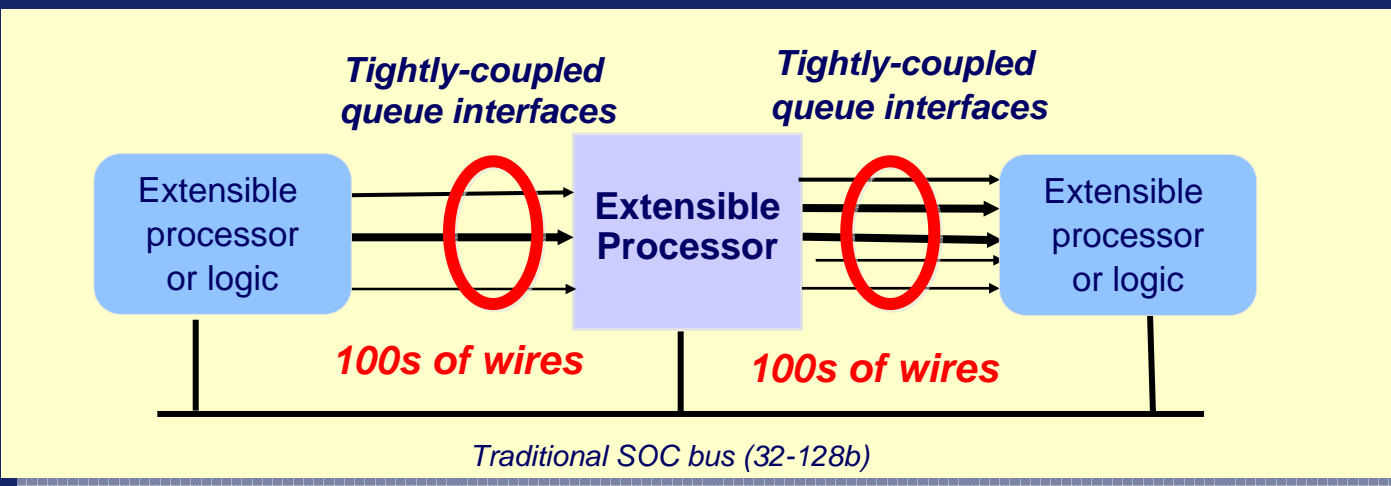 Tightly-coupled
queue interfaces
Tightly-coupled
queue interfaces
Extensible
processor
or logic
Extensible
Processor
Extensible
processor
or logic
100s of wires
100s of wires
Traditional SOC bus (32-128b)